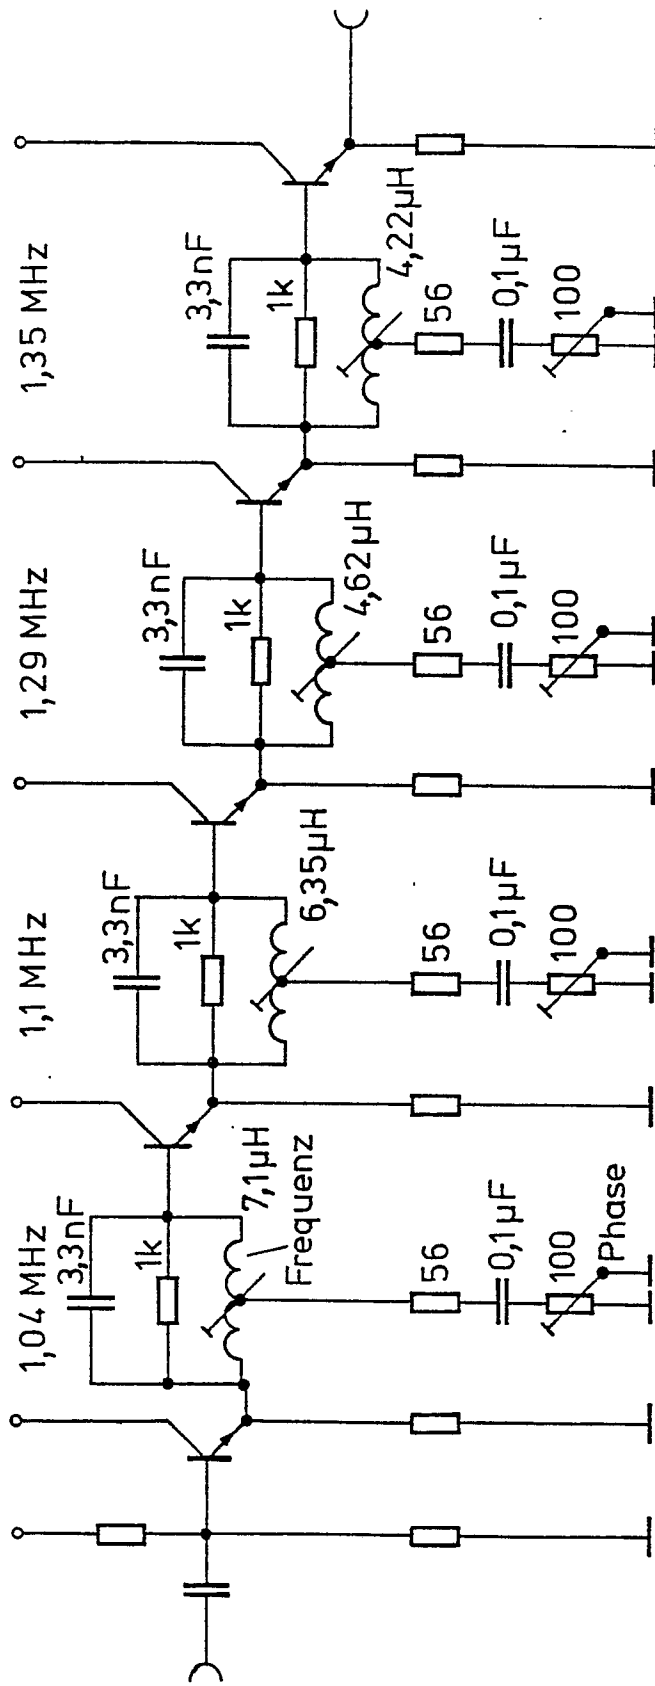 1,04 MHz
3,3nF
1k
7,1µH
Frequenz
56
0,1µF
100
Phase
1,1 MHz
3,3nF
1k
6,35µH
56
0,1µF
100
1,29 MHz
3,3nF
1k
4,62µH
56
0,1µF
100
1,35 MHz
3,3nF
1k
4,22µH
56
0,1µF
100